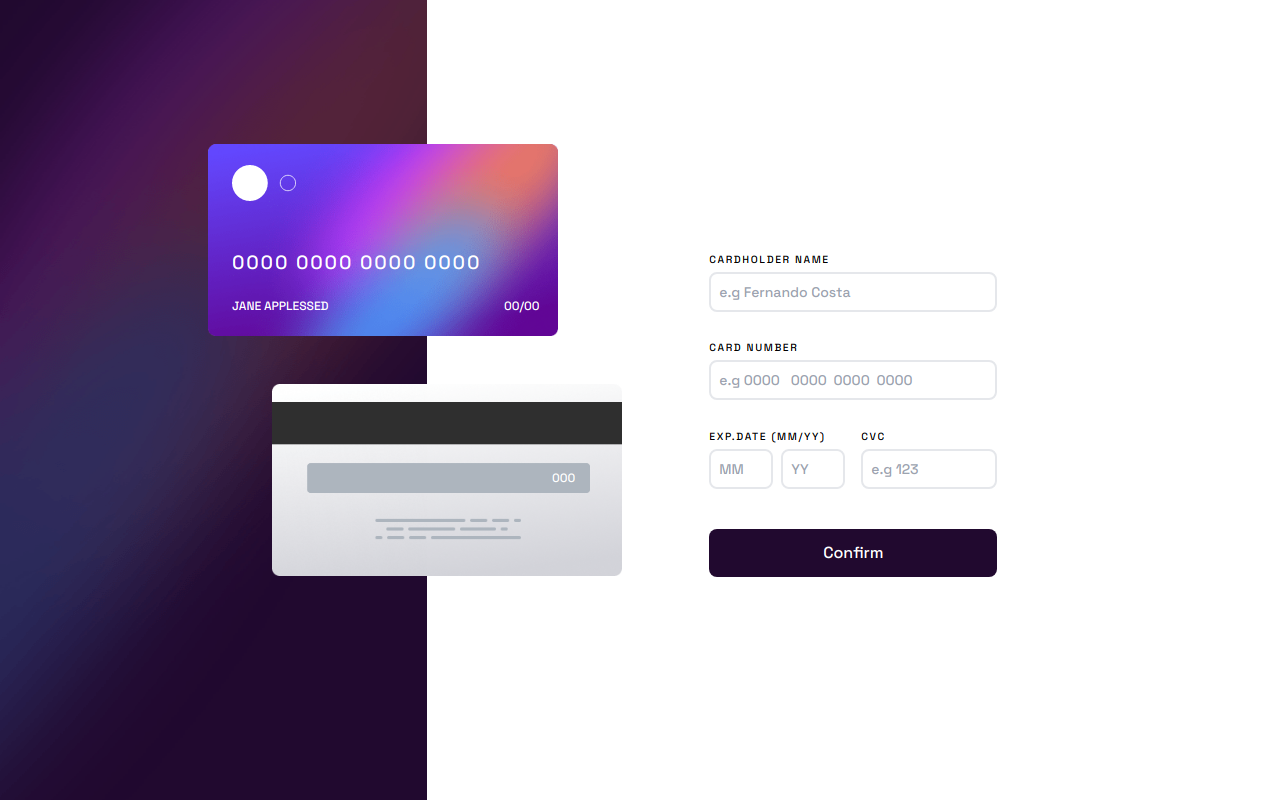 0000 0000 0000 0000
JANE APPLESSED 00/00
000
CARDHOLDER NAME
e.g Fernando Costa
CARD NUMBER
e.g 0000 0000 0000 0000
EXP.DATE (MM/YY) CVC
MM YY e.g 123
Confirm